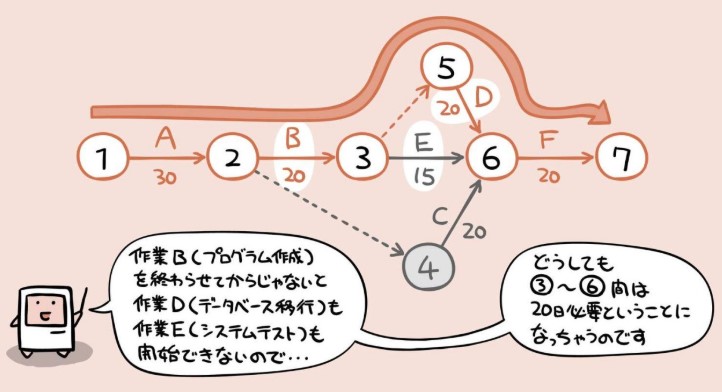 5
20 D
A
B
E
F
1
2
3
6
7
30
20
15
20
C
20
4
作業B(プログラム作成)
を終わらせてからじゃないと
作業D(データベース移行)も
作業E(システムテスト)も
開始できないので…
どうしても
③〜⑥間は
20日必要ということに
なっちゃうのです